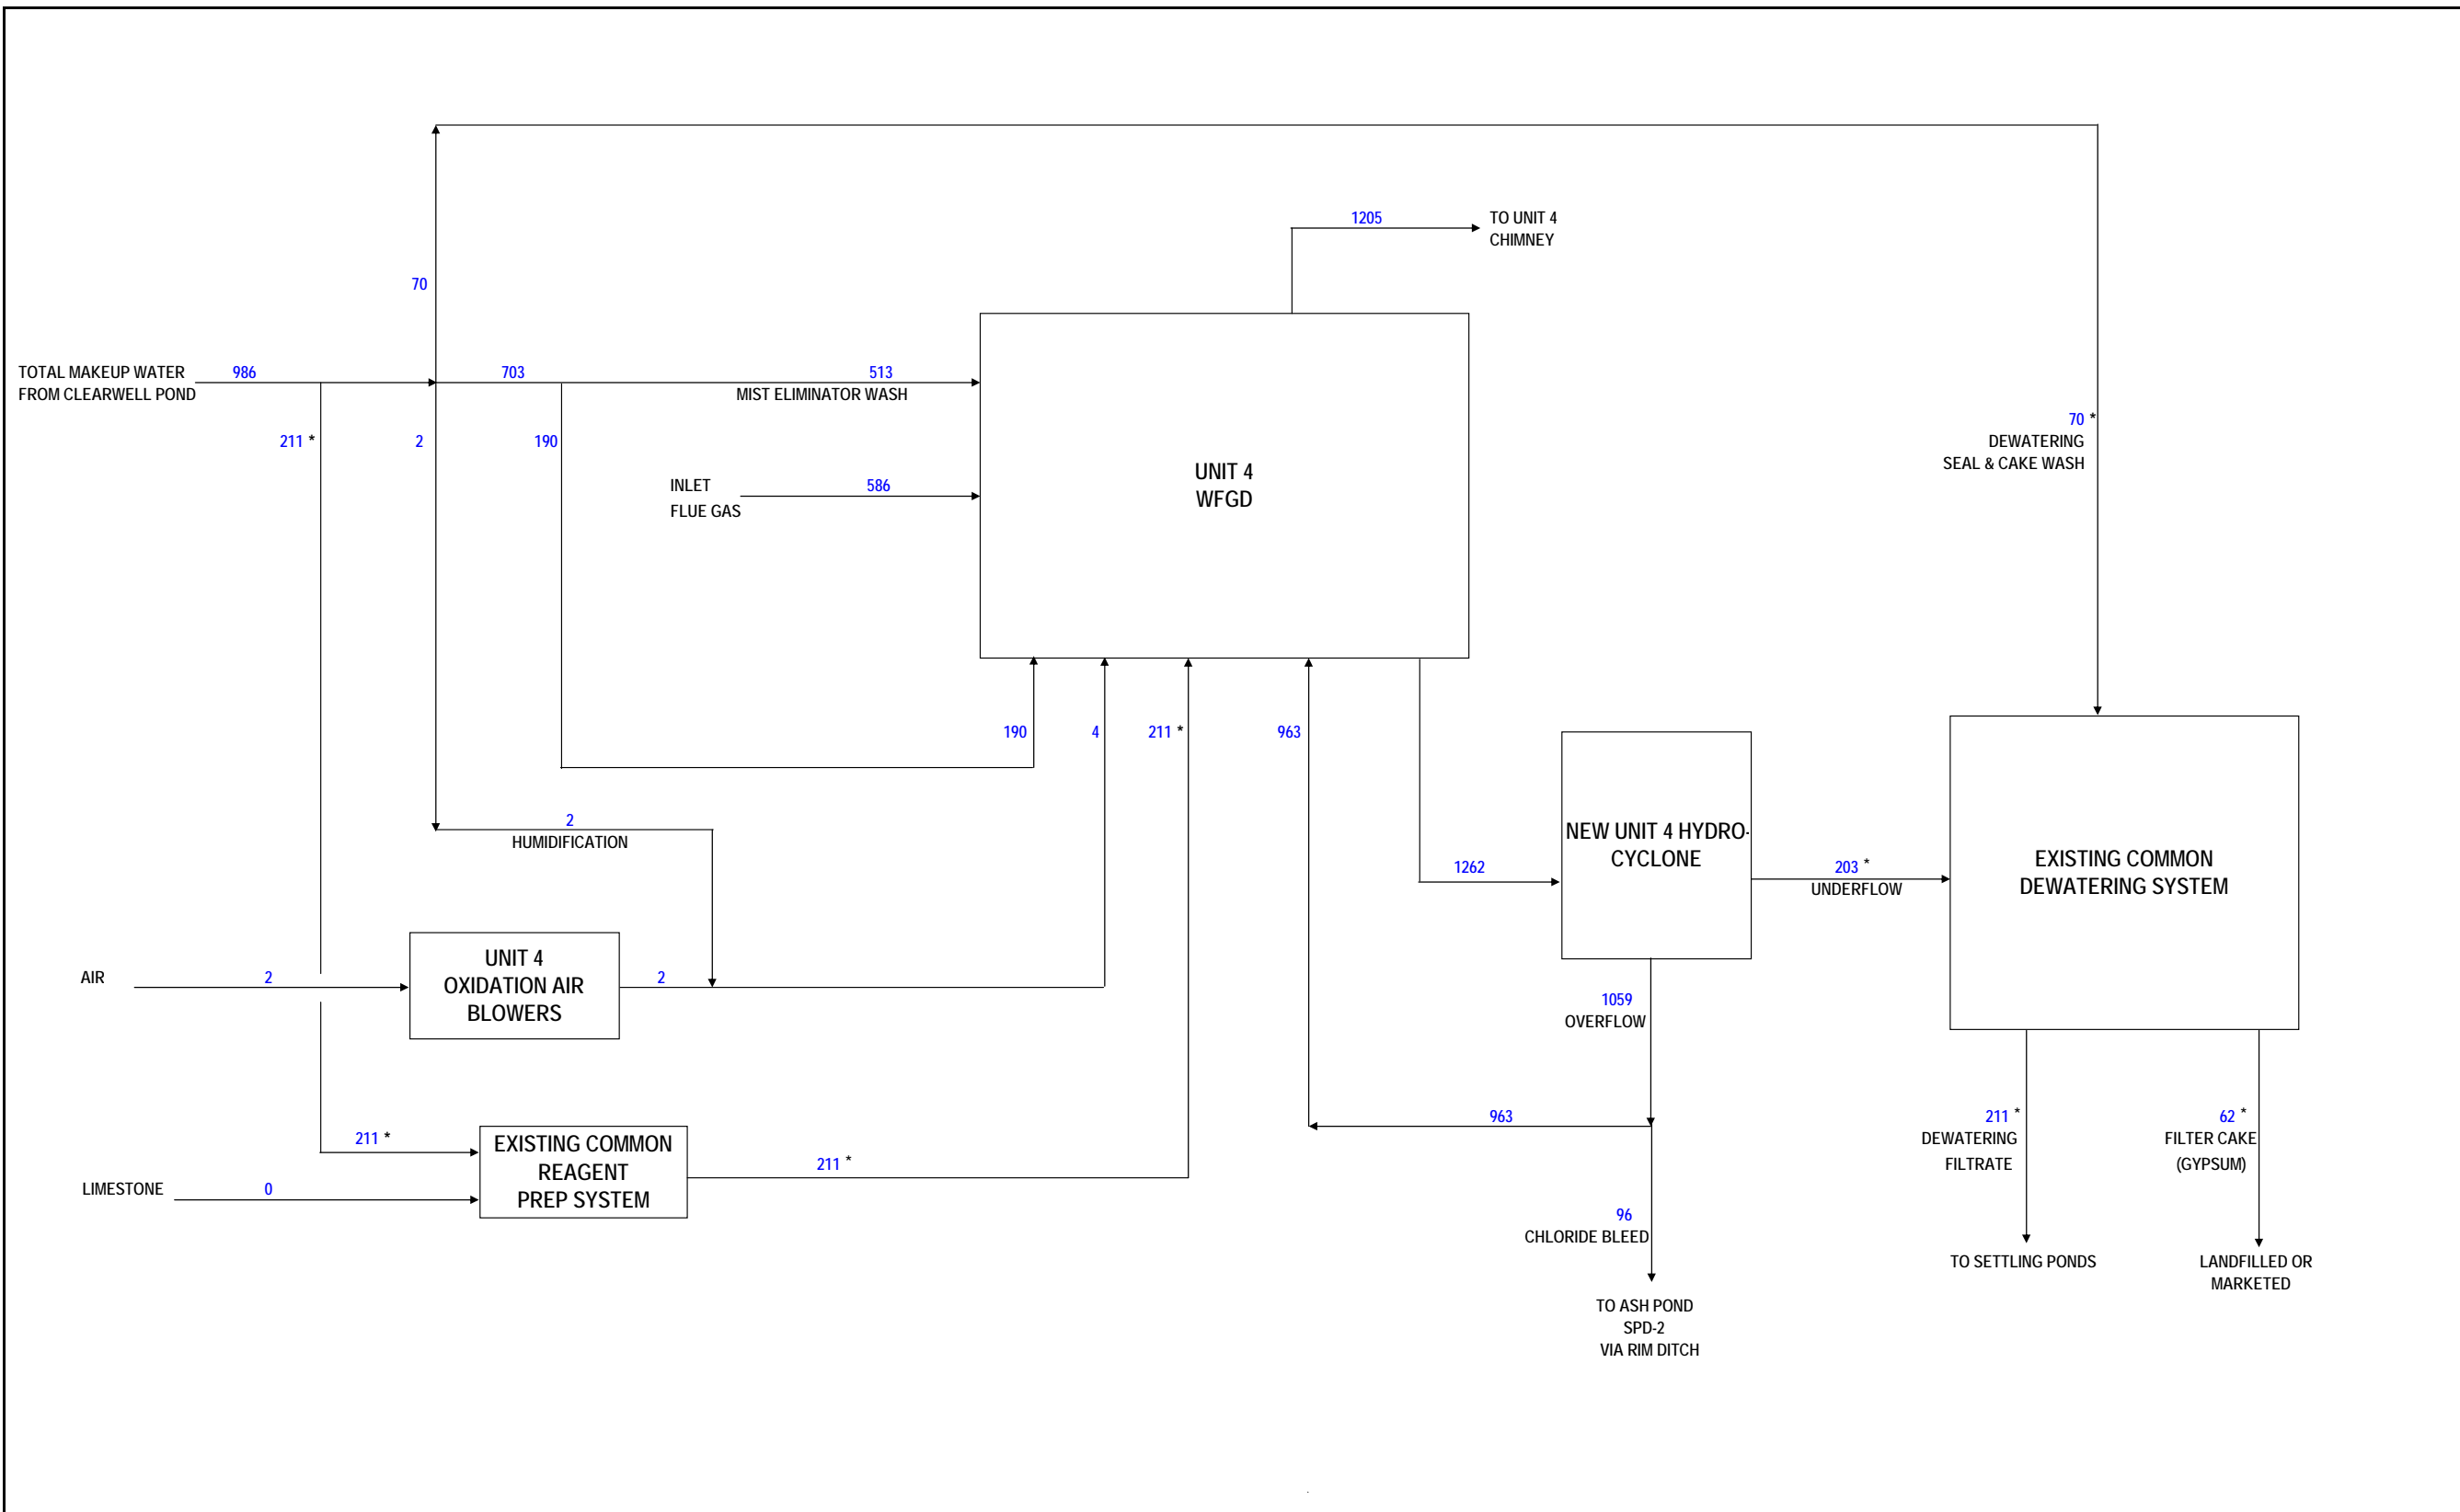 1205
TO UNIT 4
CHIMNEY
70
TOTAL MAKEUP WATER
FROM CLEARWELL POND
986
703
513
MIST ELIMINATOR WASH
211 *
2
190
INLET
FLUE GAS
586
UNIT 4
WFGD
70 *
DEWATERING
SEAL & CAKE WASH
190
4
211 *
963
2
HUMIDIFICATION
1262
NEW UNIT 4 HYDRO-
CYCLONE
203 *
UNDERFLOW
EXISTING COMMON
DEWATERING SYSTEM
AIR
2
UNIT 4
OXIDATION AIR
BLOWERS
2
1059
OVERFLOW
963
211 *
LIMESTONE
0
EXISTING COMMON
REAGENT
PREP SYSTEM
211 *
96
CHLORIDE BLEED
TO ASH POND
SPD-2
VIA RIM DITCH
211 *
DEWATERING
FILTRATE
TO SETTLING PONDS
62 *
FILTER CAKE
(GYPSUM)
LANDFILLED OR
MARKETED